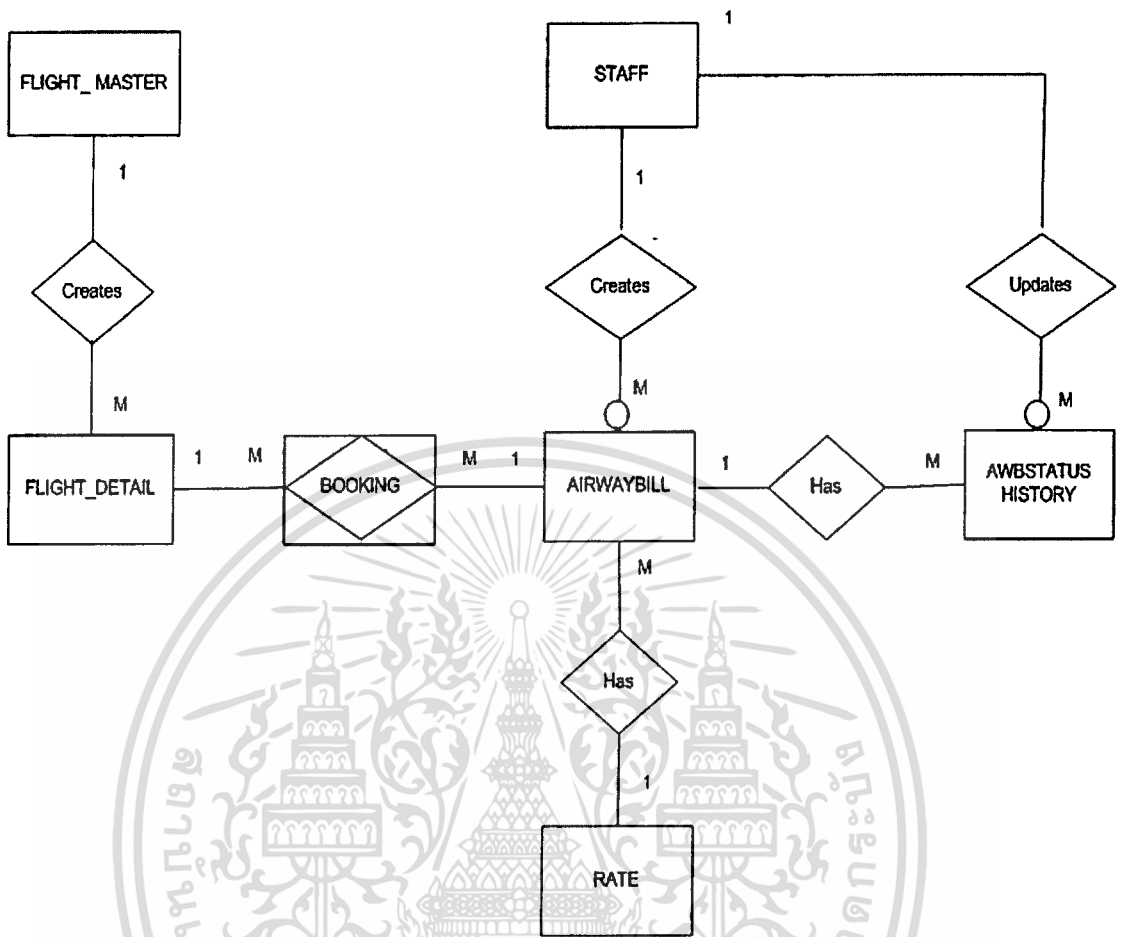 1
FLIGHT_ MASTER
STAFF
1
1
Creates
Creates
Updates
M
M
M
FLIGHT_DETAIL
1
M
BOOKING
M
1
AIRWAYBILL
1
Has
M
AWBSTATUS
HISTORY
M
Has
1
RATE